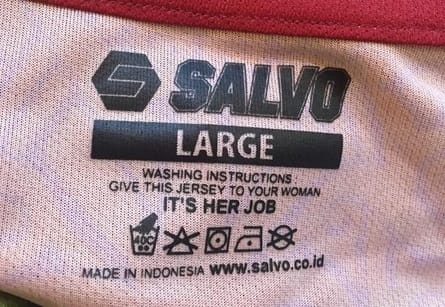 SALVO
LARGE
WASHING INSTRUCTIONS :
GIVE THIS JERSEY TO YOUR WOMAN
IT'S HER JOB
40C
MADE IN INDONESIA www.salvo.co.id